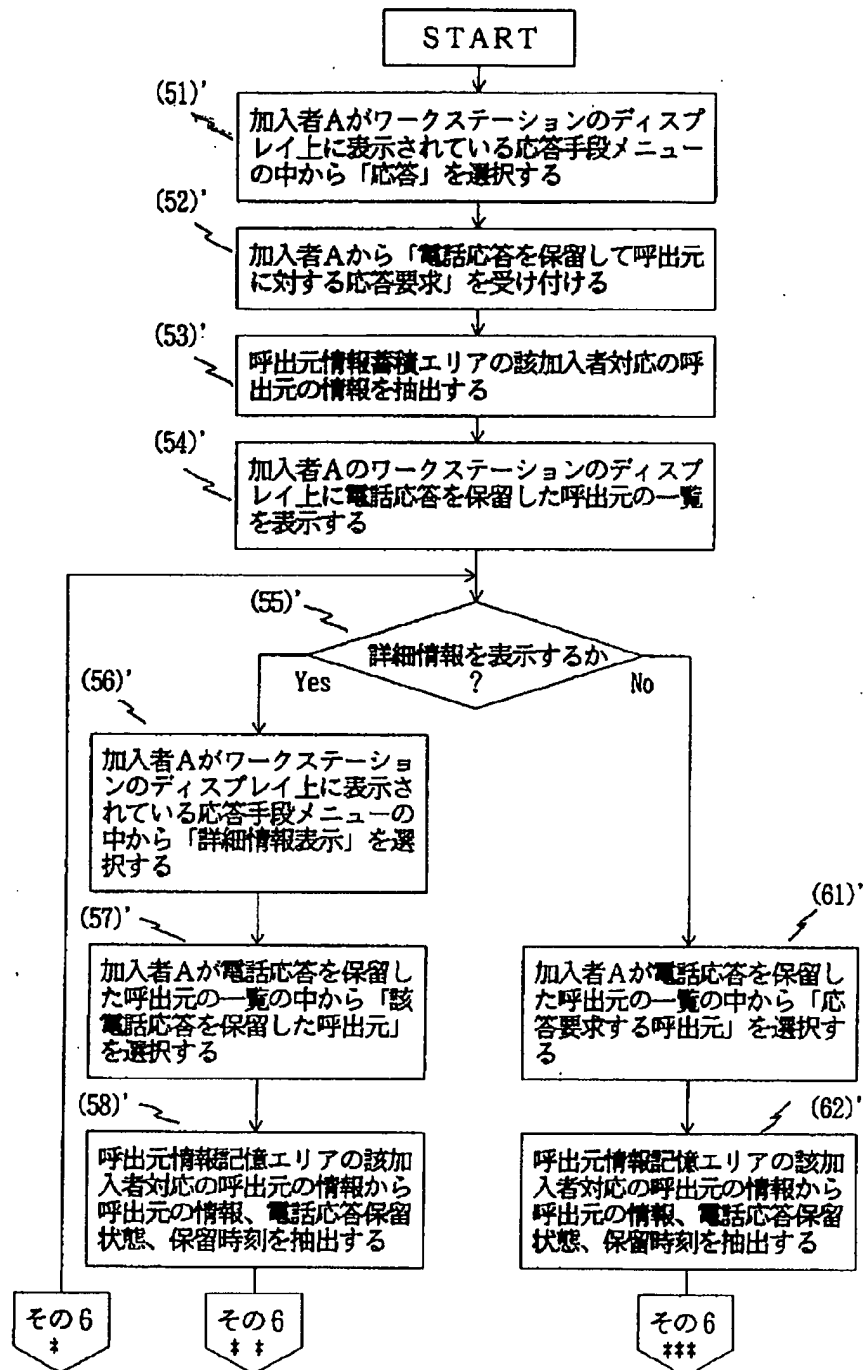 START
(51)'
加入者Aがワークステーションのディスプ
レイ上に表示されている応答手段メニュー
の中から「応答」を選択する
(52)'
加入者Aから「電話応答を保留して呼出元
に対する応答要求」を受け付ける
(53)'
呼出元情報蓄積エリアの該加入者対応の呼
出元の情報を抽出する
(54)'
加入者Aのワークステーションのディスプ
レイ上に電話応答を保留した呼出元の一覧
を表示する
(55)'
詳細情報を表示するか
?
Yes
No
(56)'
加入者Aがワークステーショ
ンのディスプレイ上に表示さ
れている応答手段メニューの
中から「詳細情報表示」を選
択する
(57)'
加入者Aが電話応答を保留し
た呼出元の一覧の中から「該
電話応答を保留した呼出元」
を選択する
(58)'
呼出元情報記憶エリアの該加
入者対応の呼出元の情報から
呼出元の情報、電話応答保留
状態、保留時刻を抽出する
(61)'
加入者Aが電話応答を保留し
た呼出元の一覧の中から「応
答要求する呼出元」を選択す
る
(62)'
呼出元情報記憶エリアの該加
入者対応の呼出元の情報から
呼出元の情報、電話応答保留
状態、保留時刻を抽出する
その6
*
その6
* *
その6
***